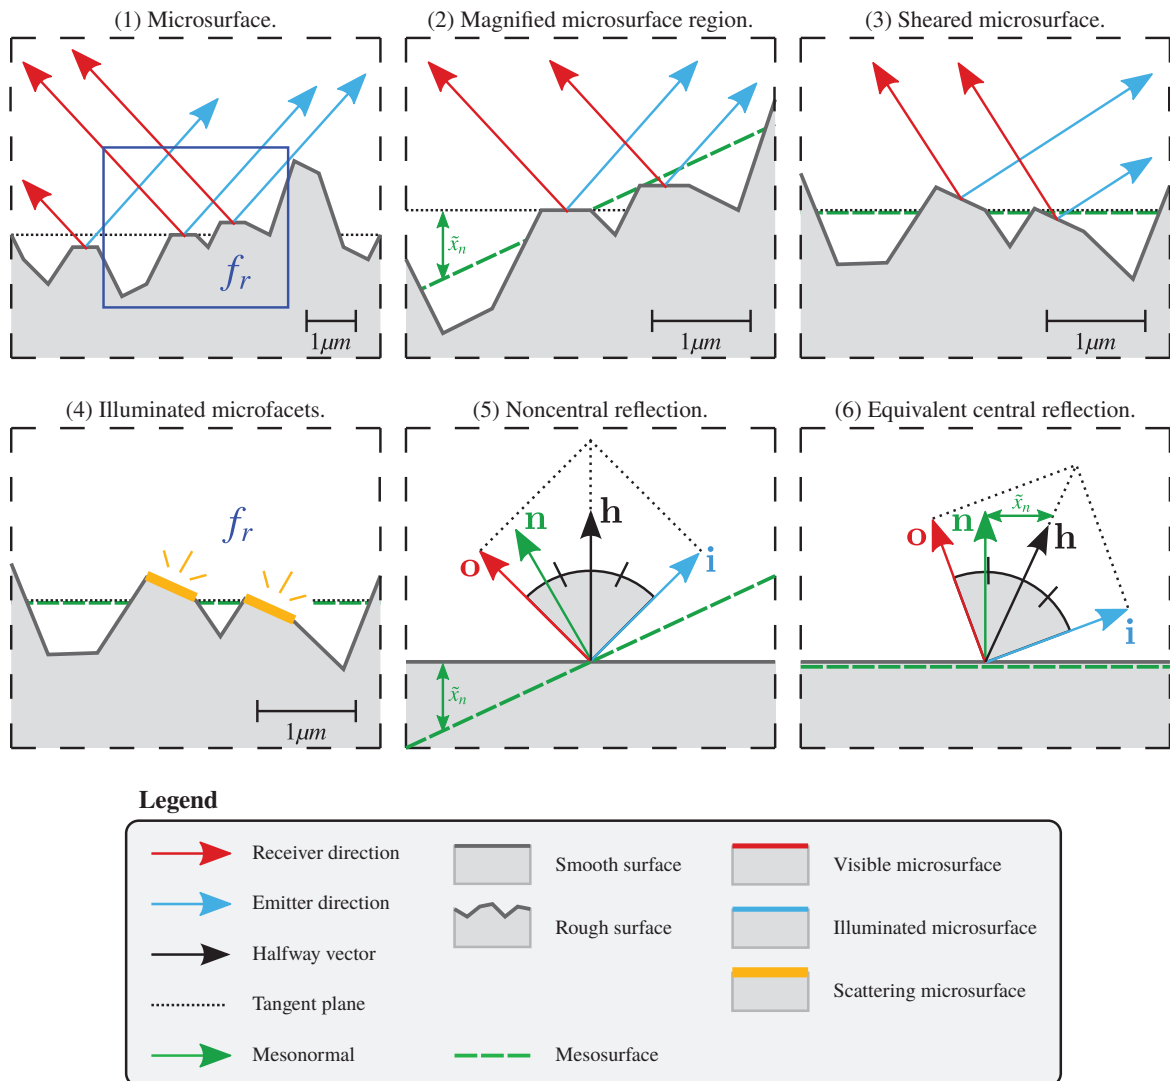 (1) Microsurface.
(2) Magnified microsurface region.
(3) Sheared microsurface.
f_r
1μm
x̃_n
1μm
1μm
(4) Illuminated microfacets.
(5) Noncentral reflection.
(6) Equivalent central reflection.
f_r
1μm
o
n
h
i
x̃_n
o
n
x̃_n
h
i
Legend
Receiver direction
Emitter direction
Halfway vector
Tangent plane
Mesonormal
Smooth surface
Rough surface
Mesosurface
Visible microsurface
Illuminated microsurface
Scattering microsurface